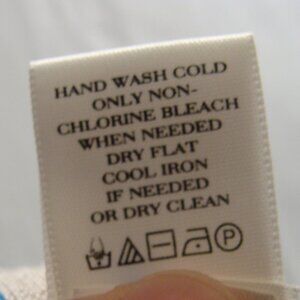 HAND WASH COLD
ONLY NON-
CHLORINE BLEACH
WHEN NEEDED
DRY FLAT
COOL IRON
IF NEEDED
OR DRY CLEAN
P